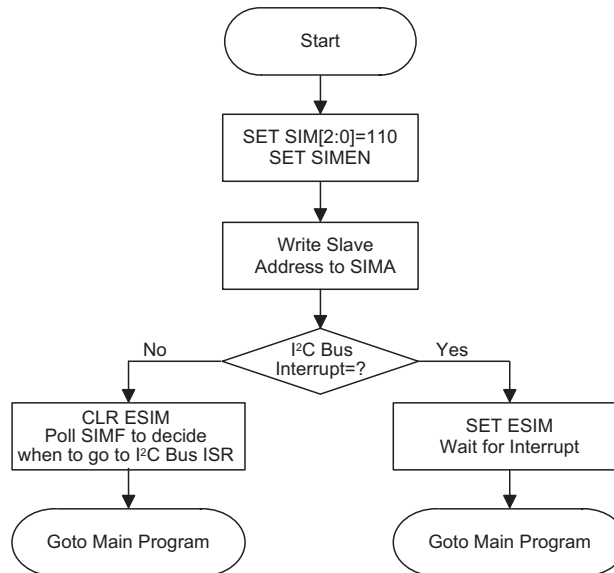 Start
SET SIM[2:0]=110
SET SIMEN
Write Slave
Address to SIMA
I²C Bus
Interrupt=?
No
Yes
CLR ESIM
Poll SIMF to decide
when to go to I²C Bus ISR
SET ESIM
Wait for Interrupt
Goto Main Program
Goto Main Program